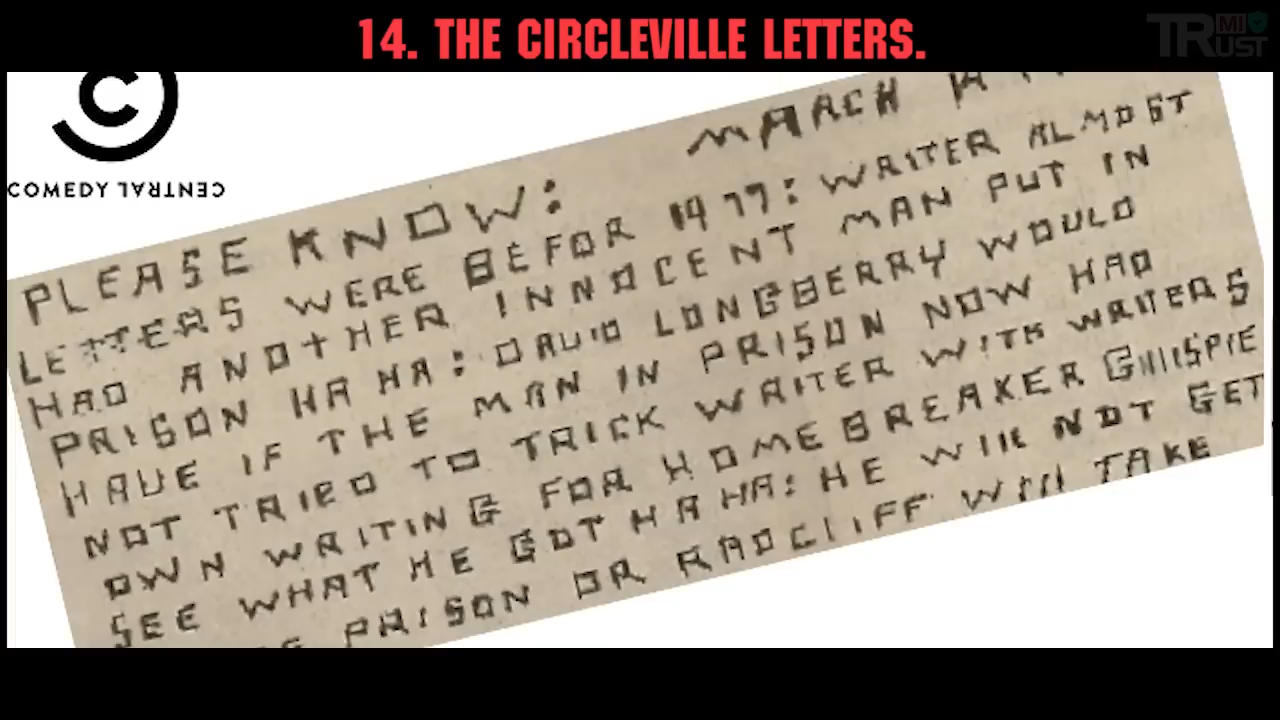 14. THE CIRCLEVILLE LETTERS.
TRUST
MI
COMEDY CENTRAL
MARCH
PLEASE KNOW:
LETTERS WERE BEFOR 1977: WRITER ALMOST
HAD ANOTHER INNOCENT MAN PUT IN
PRISON HA HA: DAVID LONGBERRY WOULD
HAVE IF THE MAN IN PRISON NOW HAD
NOT TRIED TO TRICK WRITER WITH WRITERS
OWN WRITING FOR HOMEBREAKER GILLISPIE
SEE WHAT HE GOT HA HA: HE WILL NOT GET
PRISON OR RADCLIFF WILL TAKE